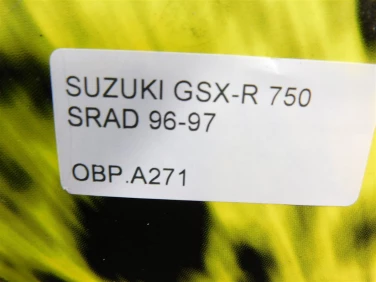 SUZUKI GSX-R 750
SRAD 96-97
OBP.A271